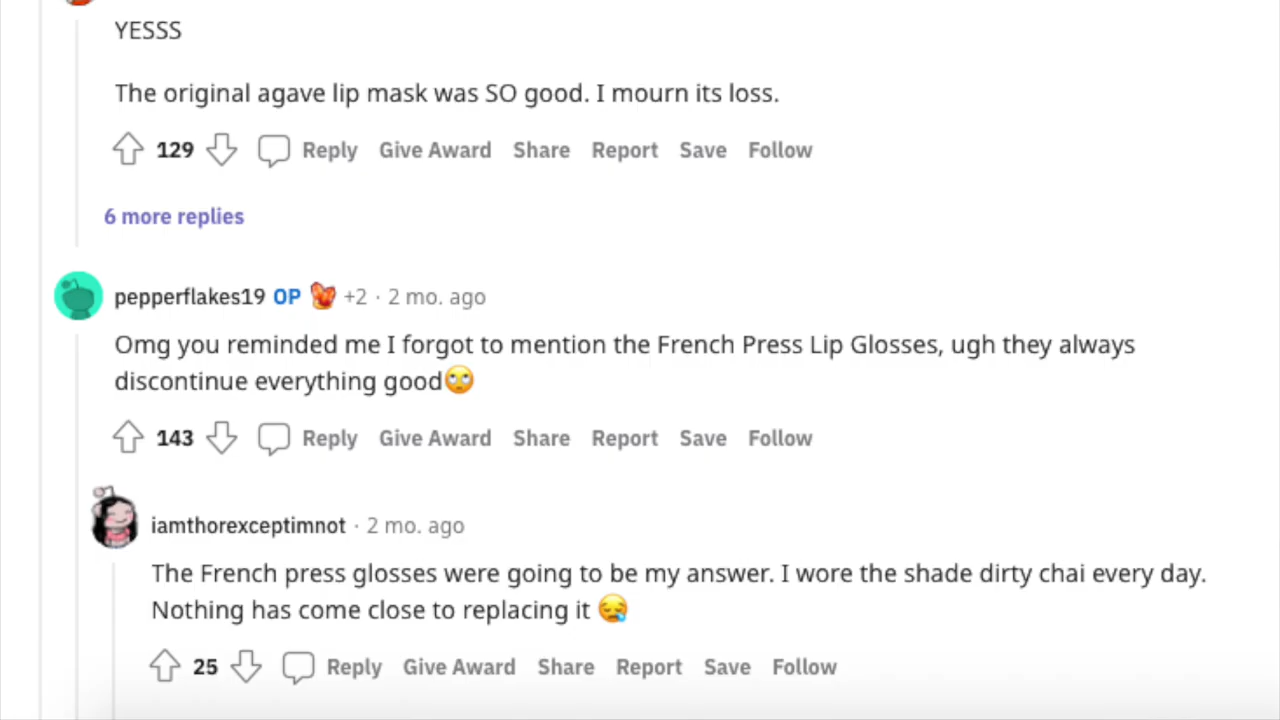 YESSS
The original agave lip mask was SO good. I mourn its loss.
129 Reply Give Award Share Report Save Follow
6 more replies
pepperflakes19 OP +2 · 2 mo. ago
Omg you reminded me I forgot to mention the French Press Lip Glosses, ugh they always
discontinue everything good🙄
143 Reply Give Award Share Report Save Follow
iamthorexceptimnot · 2 mo. ago
The French press glosses were going to be my answer. I wore the shade dirty chai every day.
Nothing has come close to replacing it 😪
25 Reply Give Award Share Report Save Follow